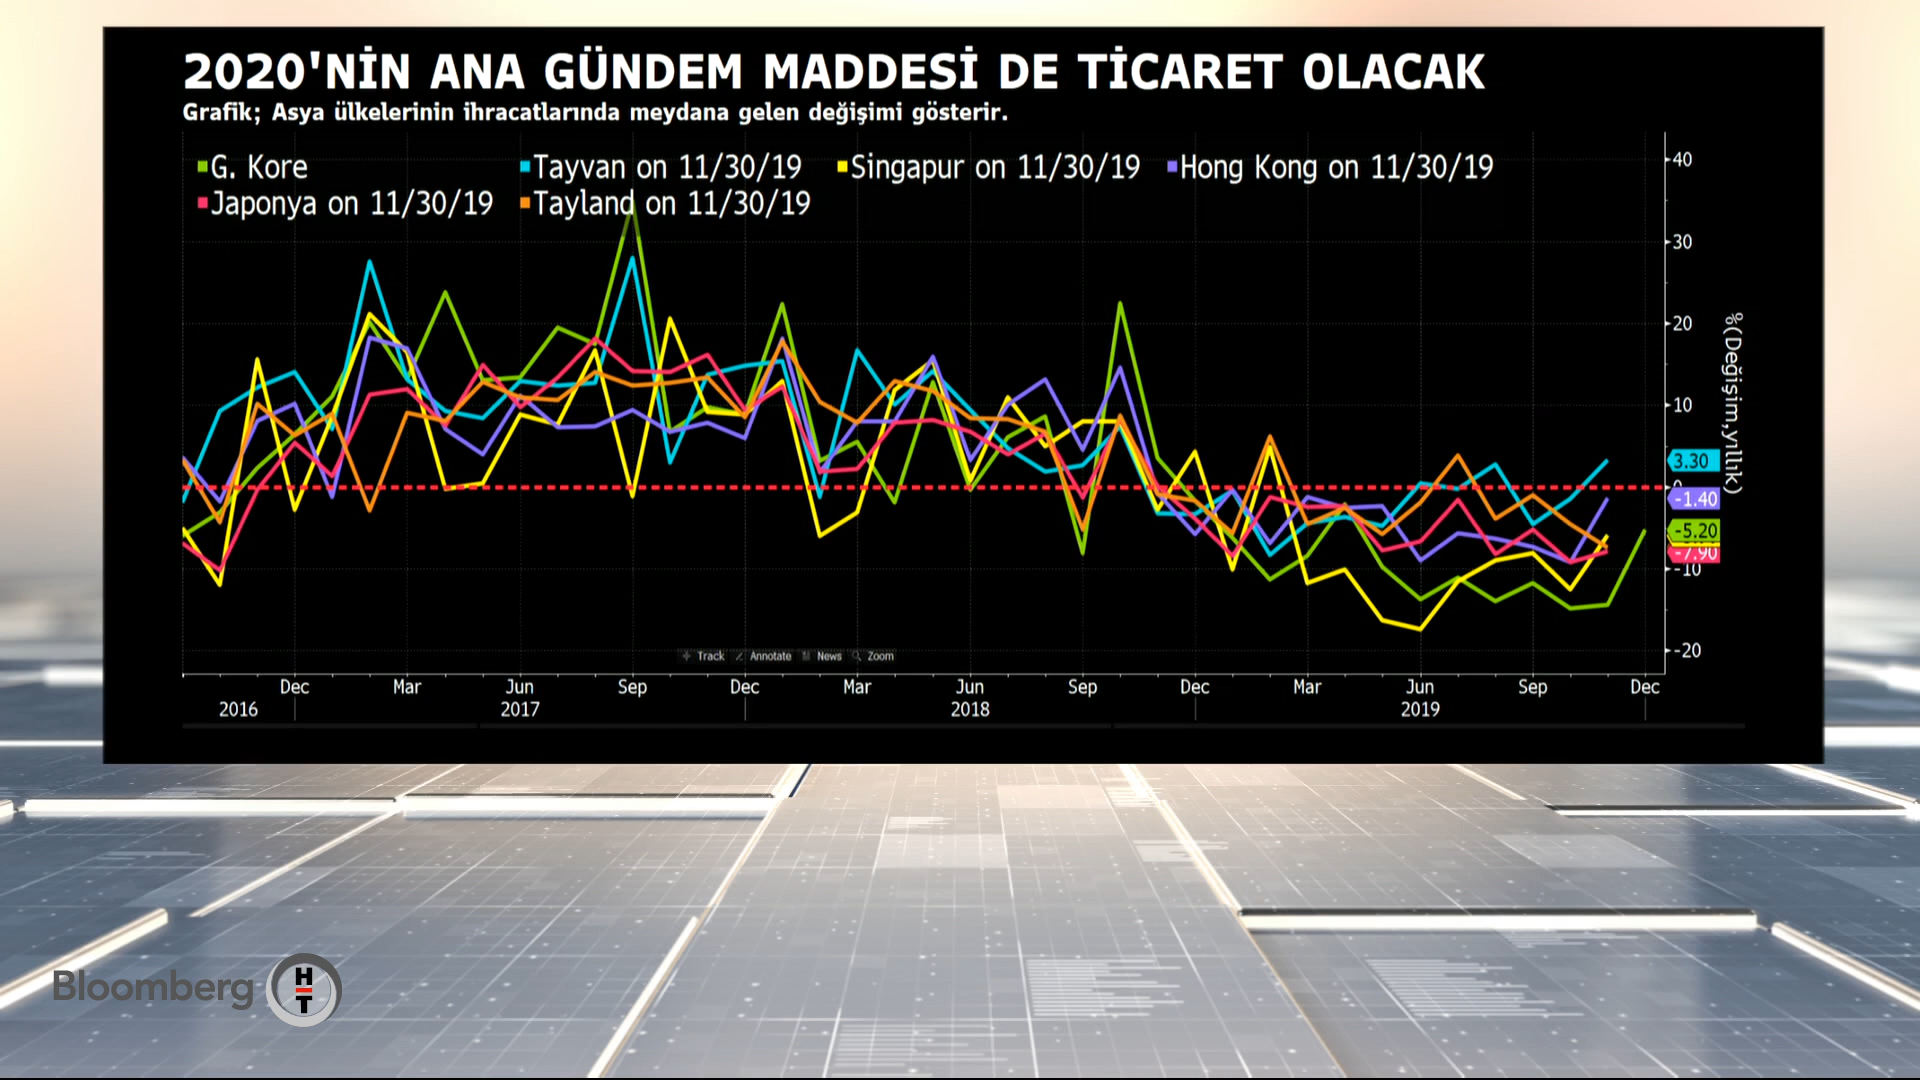 2020'NİN ANA GÜNDEM MADDESİ DE TİCARET OLACAK
Grafik; Asya ülkelerinin ihracatlarında meydana gelen değişimi gösterir.
G. Kore Tayvan on 11/30/19 Singapur on 11/30/19 Hong Kong on 11/30/19
Japonya on 11/30/19 Tayland on 11/30/19
40
30
20
10
3.30
0
-1.40
-5.20
-7.90
-10
-20
%(Değişim,yıllık)
Track Annotate News Zoom
Dec Mar Jun Sep Dec Mar Jun Sep Dec Mar Jun Sep Dec
2016 2017 2018 2019
Bloomberg HT